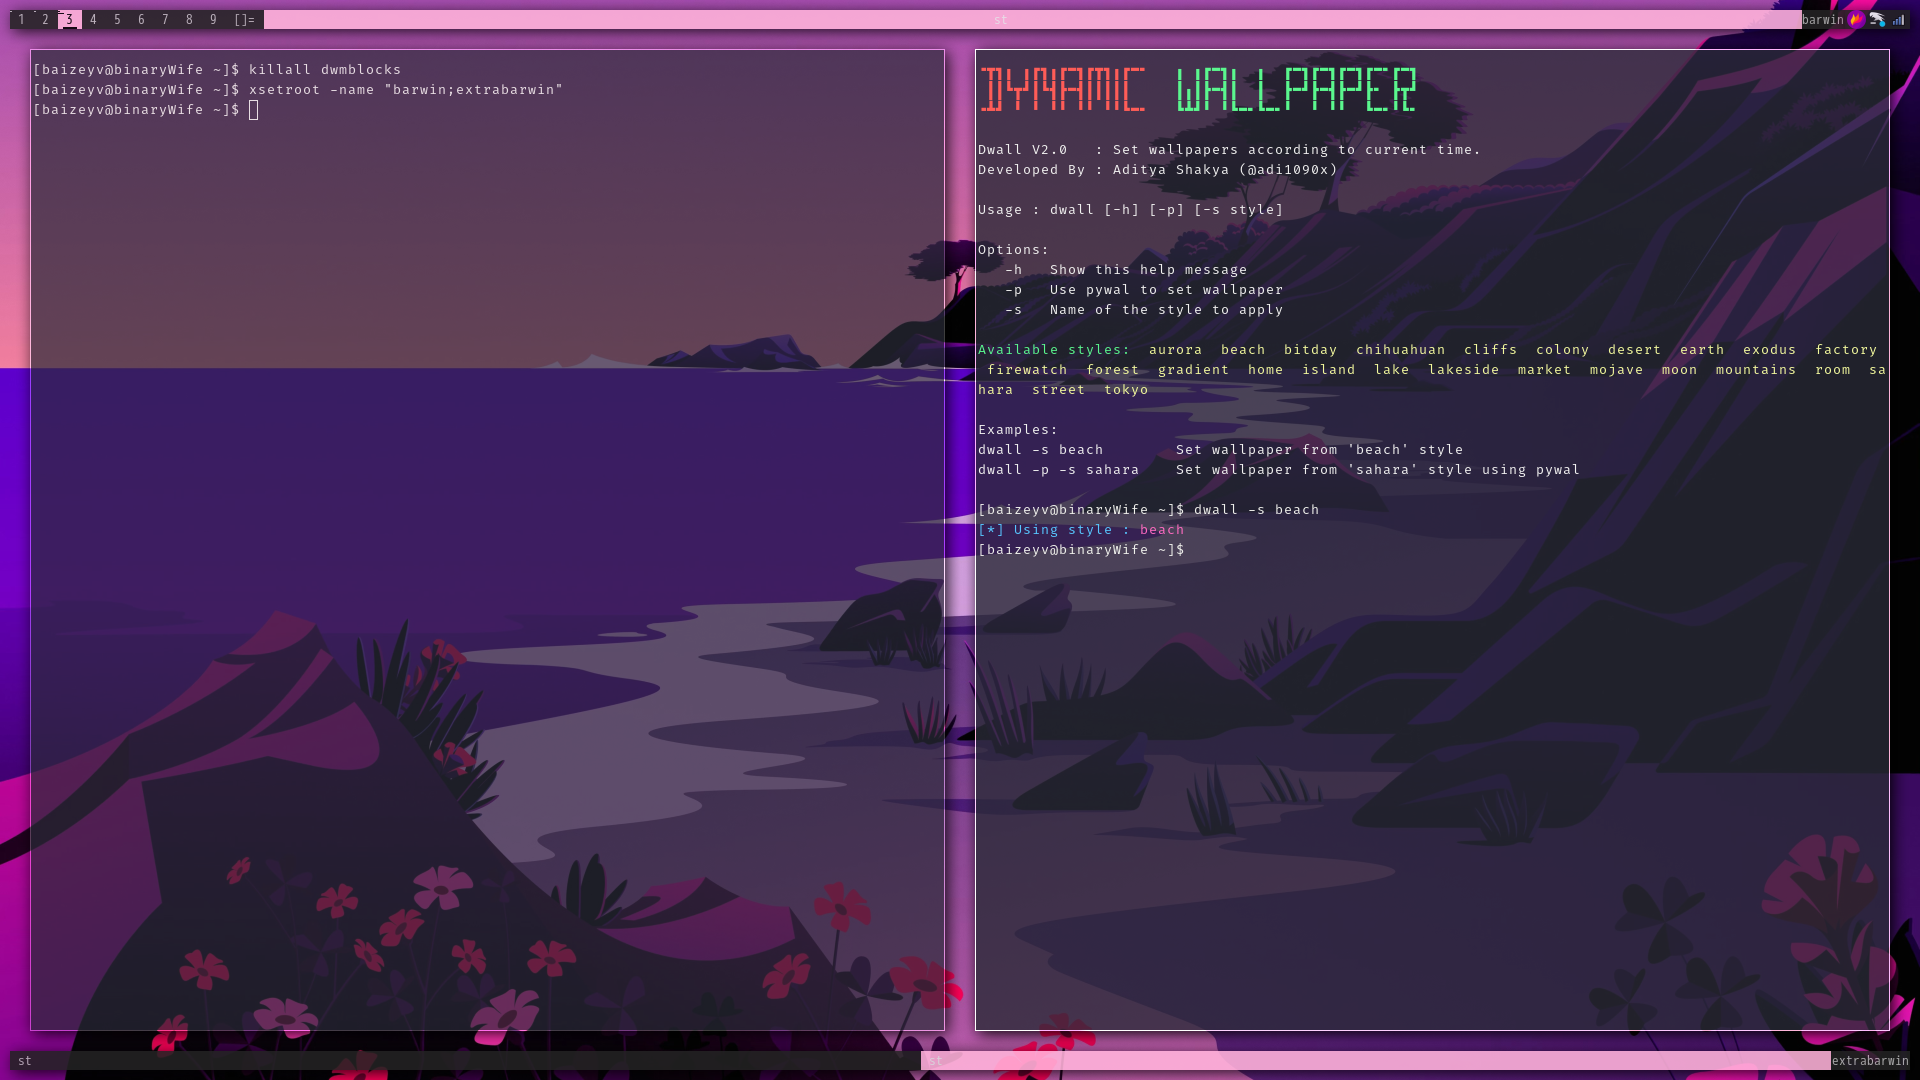 1 2 3 4 5 6 7 8 9 []= st barwin
[baizeyv@binaryWife ~]$ killall dwmblocks
[baizeyv@binaryWife ~]$ xsetroot -name "barwin;extrabarwin"
[baizeyv@binaryWife ~]$
DYNAMIC WALLPAPER
Dwall V2.0   : Set wallpapers according to current time.
Developed By : Aditya Shakya (@adi1090x)
Usage : dwall [-h] [-p] [-s style]
Options:
-h   Show this help message
-p   Use pywal to set wallpaper
-s   Name of the style to apply
Available styles:  aurora  beach  bitday  chihuahuan  cliffs  colony  desert  earth  exodus  factory
firewatch  forest  gradient  home  island  lake  lakeside  market  mojave  moon  mountains  room  sa
hara  street  tokyo
Examples:
dwall -s beach        Set wallpaper from 'beach' style
dwall -p -s sahara    Set wallpaper from 'sahara' style using pywal
[baizeyv@binaryWife ~]$ dwall -s beach
[*] Using style : beach
[baizeyv@binaryWife ~]$
st st extrabarwin